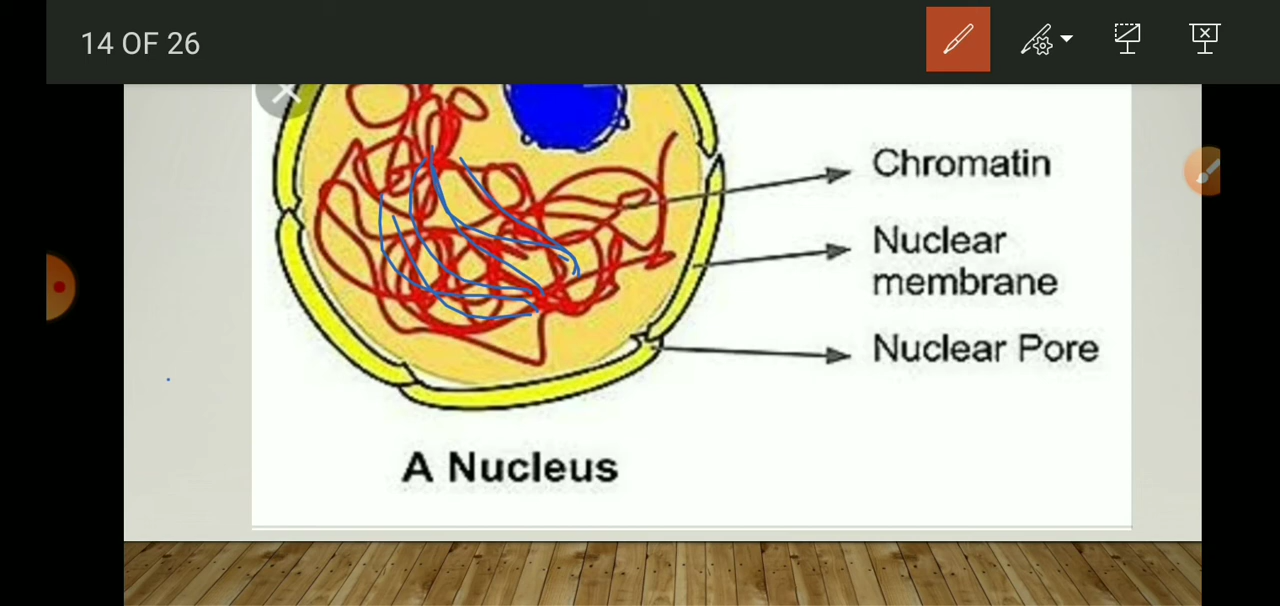 14 OF 26
Chromatin
Nuclear
membrane
Nuclear Pore
A Nucleus